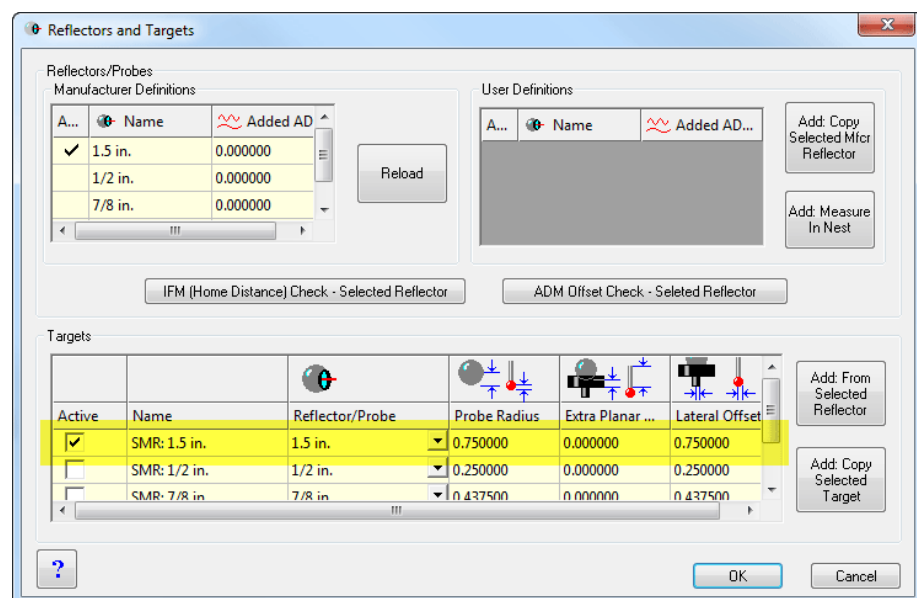 Reflectors and Targets
Reflectors/Probes
Manufacturer Definitions
A... Name Added AD
1.5 in. 0.000000
1/2 in. 0.000000
7/8 in. 0.000000
Reload
User Definitions
A... Name Added AD...
Add: Copy
Selected Mfcr
Reflector
Add: Measure
In Nest
IFM (Home Distance) Check - Selected Reflector
ADM Offset Check - Seleted Reflector
Targets
Active Name Reflector/Probe Probe Radius Extra Planar ... Lateral Offset
SMR: 1.5 in. 1.5 in. 0.750000 0.000000 0.750000
SMR: 1/2 in. 1/2 in. 0.250000 0.000000 0.250000
SMR: 7/8 in. 7/8 in. 0.437500 0.000000 0.437500
Add: From
Selected
Reflector
Add: Copy
Selected
Target
?
OK
Cancel